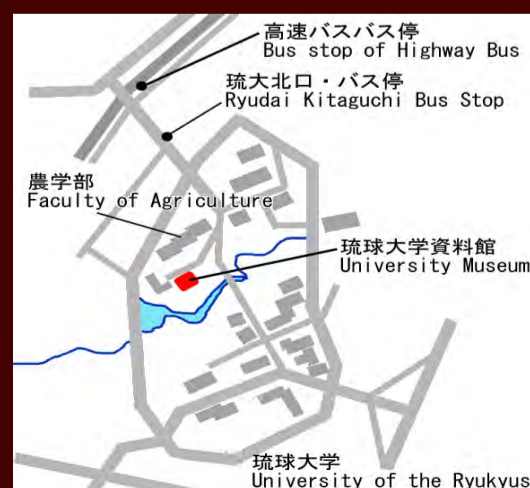 高速バスバス停
Bus stop of Highway Bus
琉大北口・バス停
Ryudai Kitaguchi Bus Stop
農学部
Faculty of Agriculture
琉球大学資料館
University Museum
琉球大学
University of the Ryukyus